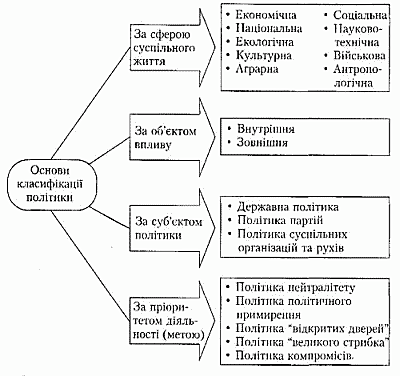 Основи
класифікації
політики
За сферою
суспільного
життя
• Економічна
• Національна
• Екологічна
• Культурна
• Аграрна
• Соціальна
• Науково-
технічна
• Військова
• Антропо-
логічна
За об'єктом
впливу
• Внутрішня
• Зовнішня
За суб'єктом
політики
• Державна політика
• Політика партій
• Політика суспільних
організацій та рухів
За пріори-
тетом діяль-
ності (метою)
• Політика нейтралітету
• Політика політичного
примирення
• Політика “відкритих дверей”
• Політика “великого стрибка”
• Політика компромісів.